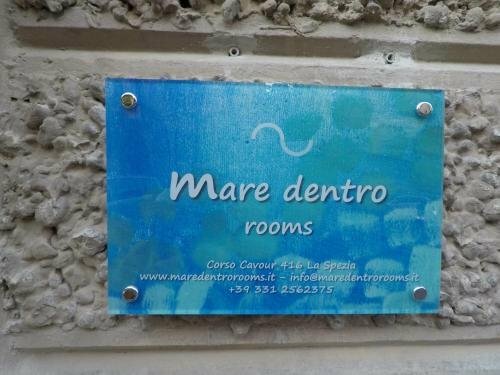 Mare dentro
rooms
Corso Cavour 416 La Spezia
www.maredentrorooms.it - info@maredentrorooms.it
+39 331 2562375